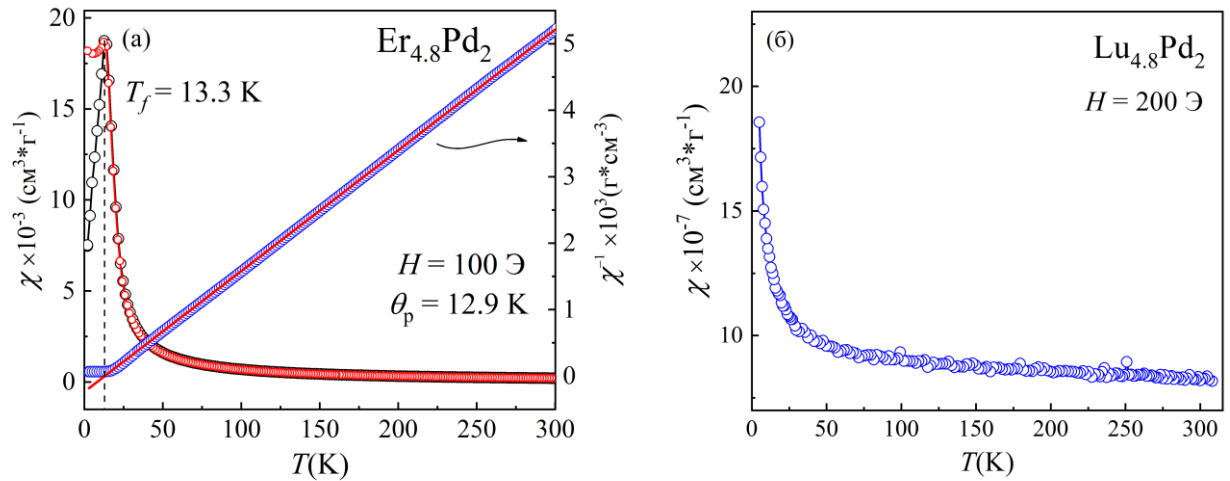 (а)
Er4.8Pd2
Tf = 13.3 K
H = 100 Э
θp = 12.9 K
20
15
10
5
0
χ ×10-3 (см3*г-1)
5
4
3
2
1
0
χ-1 ×103(г*см-3)
0 50 100 150 200 250 300
T(K)
(б)
Lu4.8Pd2
H = 200 Э
20
15
10
χ ×10-7 (см3*г-1)
0 50 100 150 200 250 300
T(K)